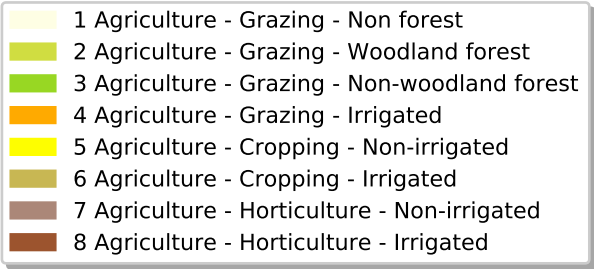 1 Agriculture - Grazing - Non forest
2 Agriculture - Grazing - Woodland forest
3 Agriculture - Grazing - Non-woodland forest
4 Agriculture - Grazing - Irrigated
5 Agriculture - Cropping - Non-irrigated
6 Agriculture - Cropping - Irrigated
7 Agriculture - Horticulture - Non-irrigated
8 Agriculture - Horticulture - Irrigated